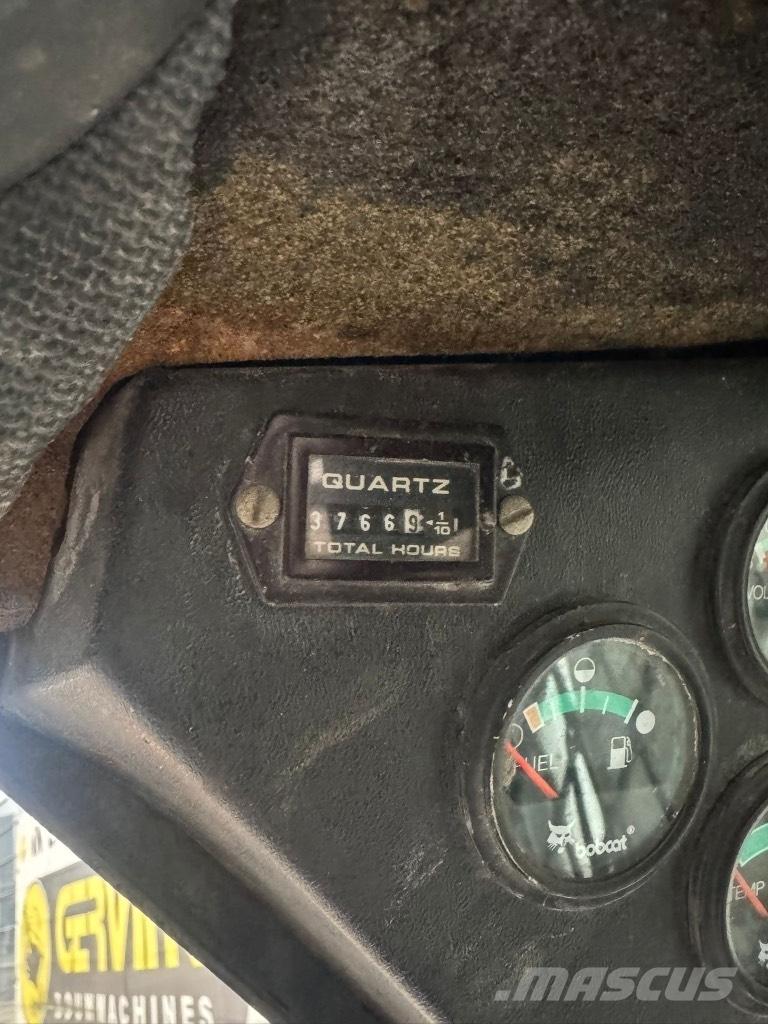 QUARTZ
37669◄1/10
TOTAL HOURS
VOL
FUEL
bobcat®
TEMP
GERVIN
BOUWMACHINES
.MASCUS